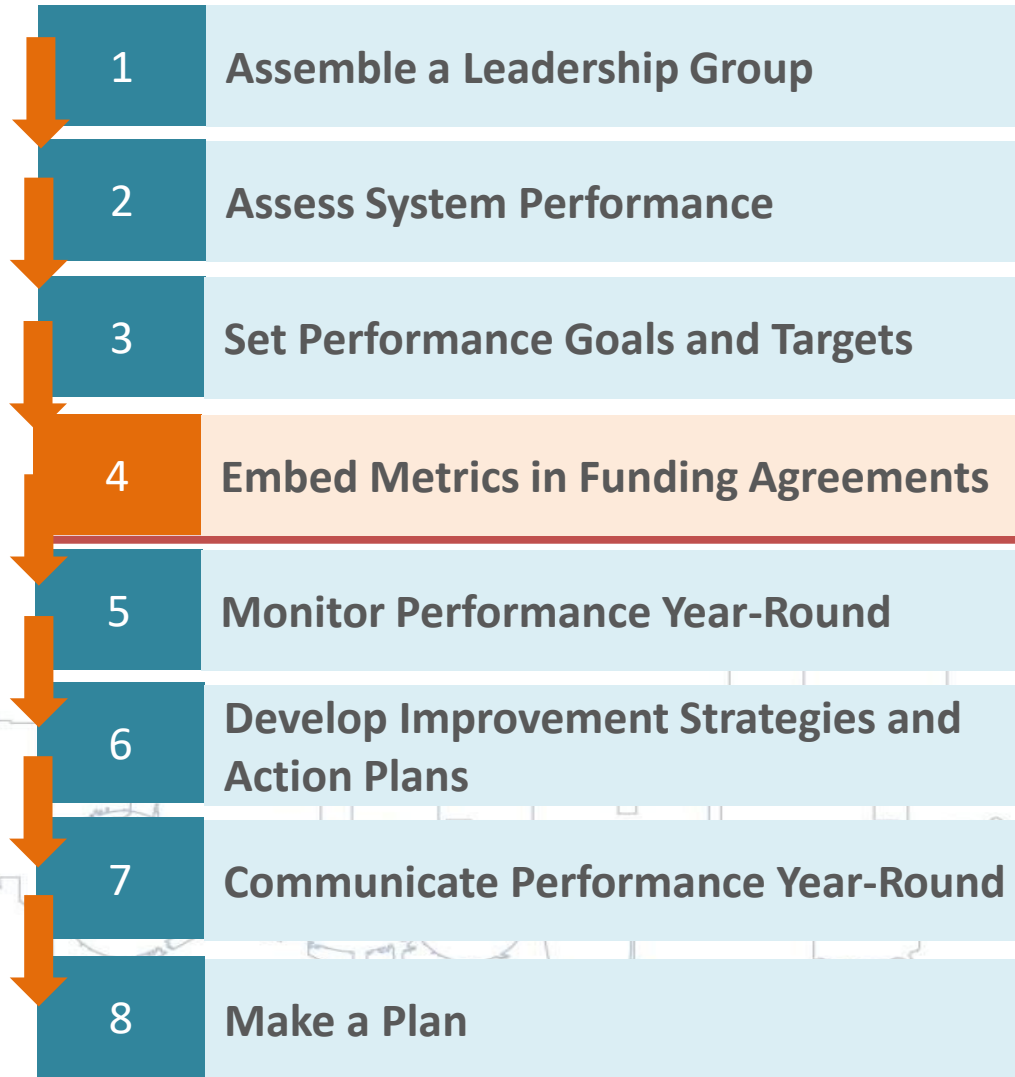 1 Assemble a Leadership Group
2 Assess System Performance
3 Set Performance Goals and Targets
4 Embed Metrics in Funding Agreements
5 Monitor Performance Year-Round
6 Develop Improvement Strategies and
Action Plans
7 Communicate Performance Year-Round
8 Make a Plan